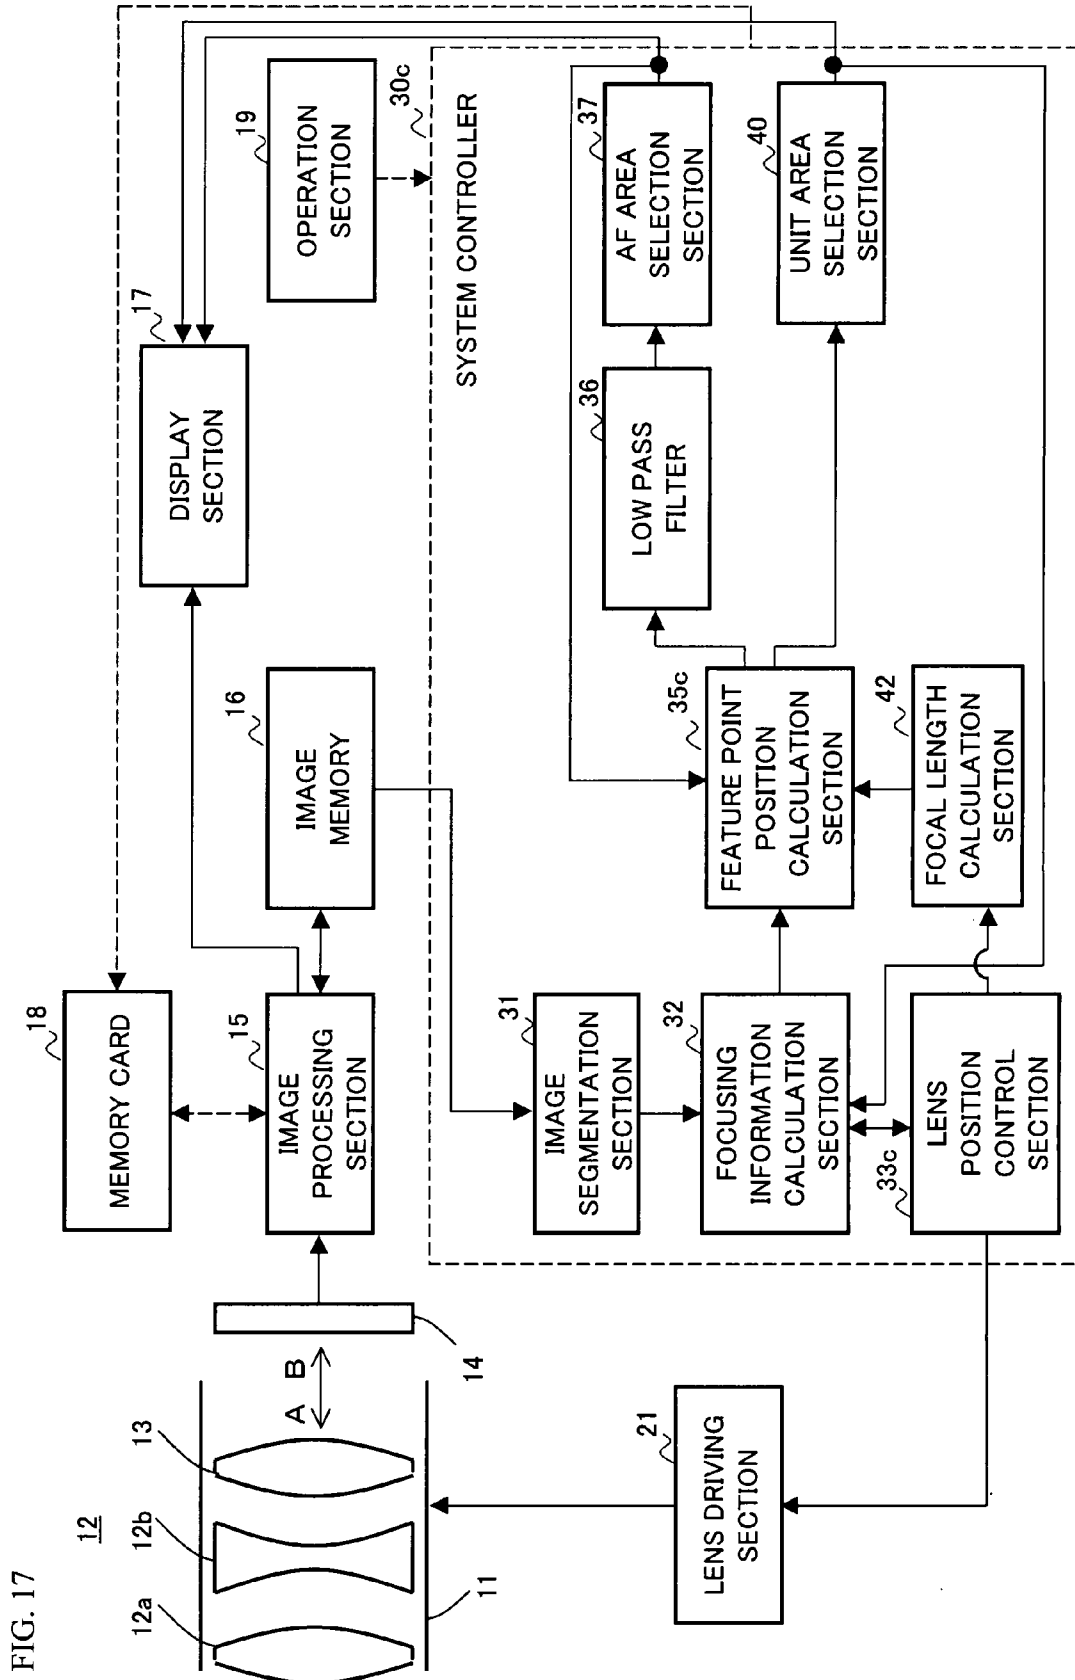 FIG. 17
12
12a
12b
13
A
B
11
14
18
MEMORY CARD
15
IMAGE
PROCESSING
SECTION
16
IMAGE
MEMORY
17
DISPLAY
SECTION
19
OPERATION
SECTION
30c
SYSTEM CONTROLLER
21
LENS DRIVING
SECTION
31
IMAGE
SEGMENTATION
SECTION
32
FOCUSING
INFORMATION
CALCULATION
SECTION
33c
LENS
POSITION
CONTROL
SECTION
35c
FEATURE POINT
POSITION
CALCULATION
SECTION
42
FOCAL LENGTH
CALCULATION
SECTION
36
LOW PASS
FILTER
37
AF AREA
SELECTION
SECTION
40
UNIT AREA
SELECTION
SECTION